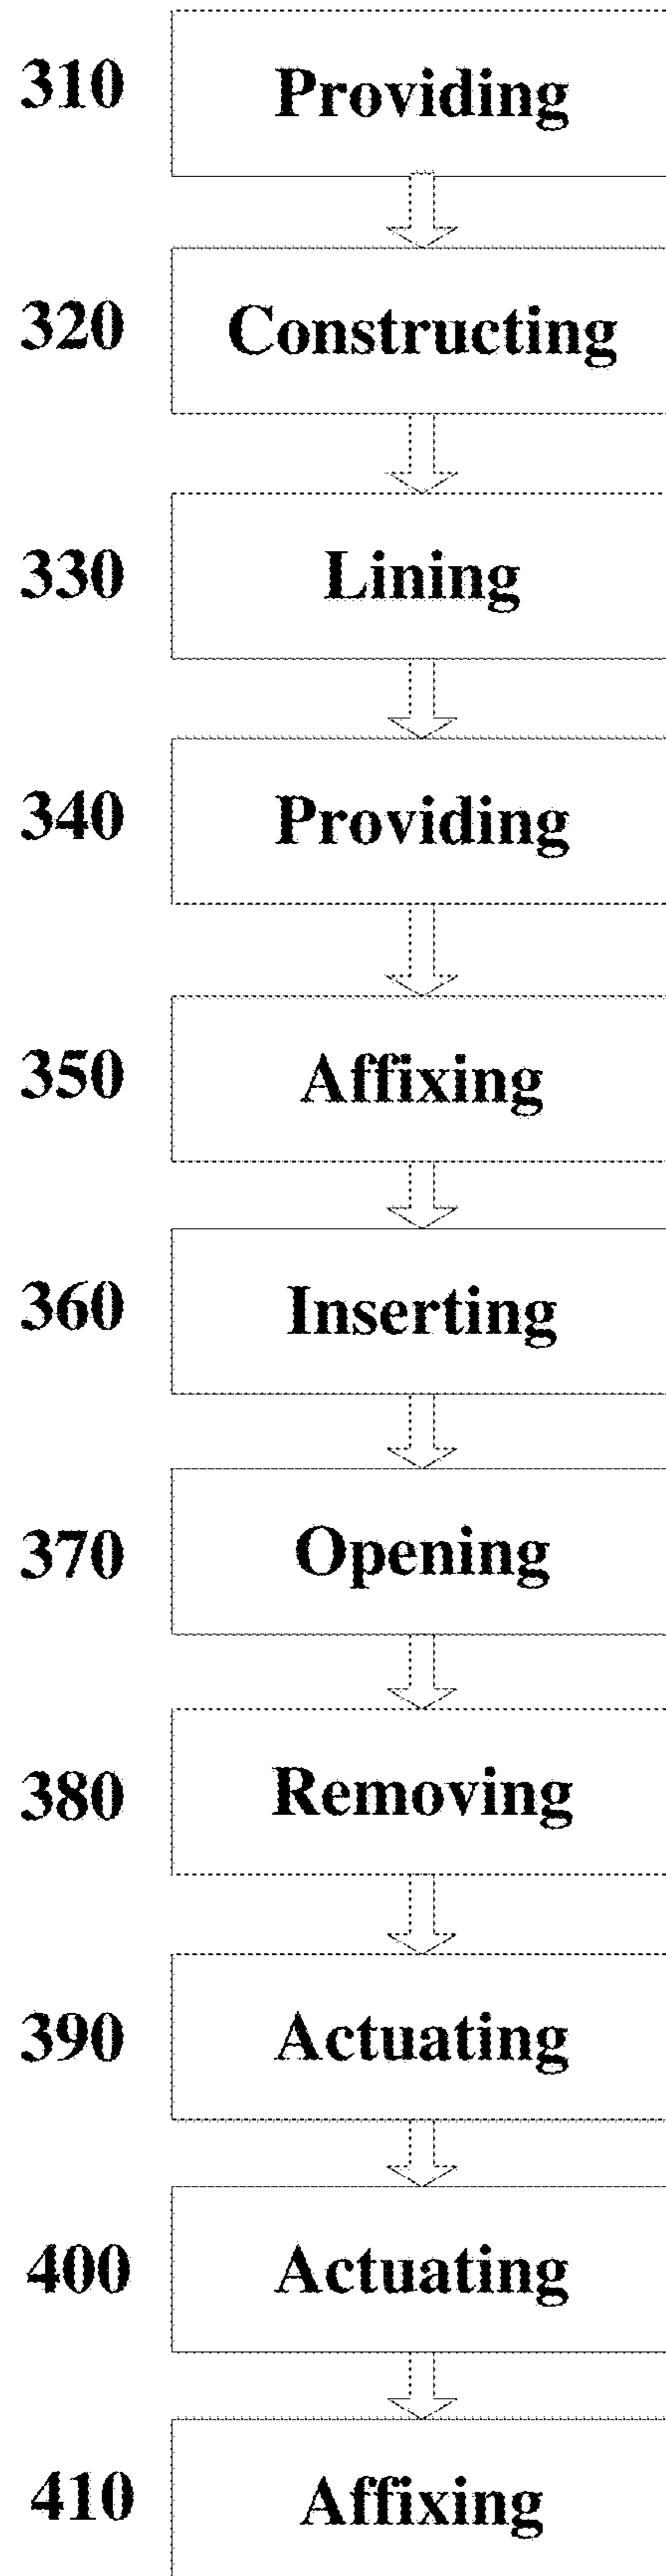 310 Providing
320 Constructing
330 Lining
340 Providing
350 Affixing
360 Inserting
370 Opening
380 Removing
390 Actuating
400 Actuating
410 Affixing